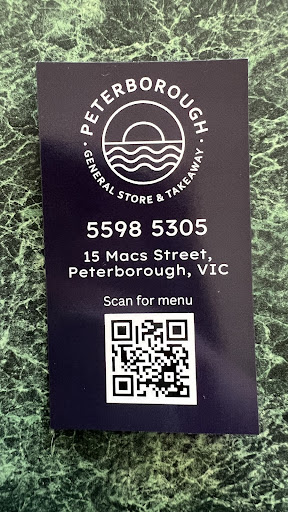 PETERBOROUGH
GENERAL STORE & TAKEAWAY
5598 5305
15 Macs Street,
Peterborough, VIC
Scan for menu